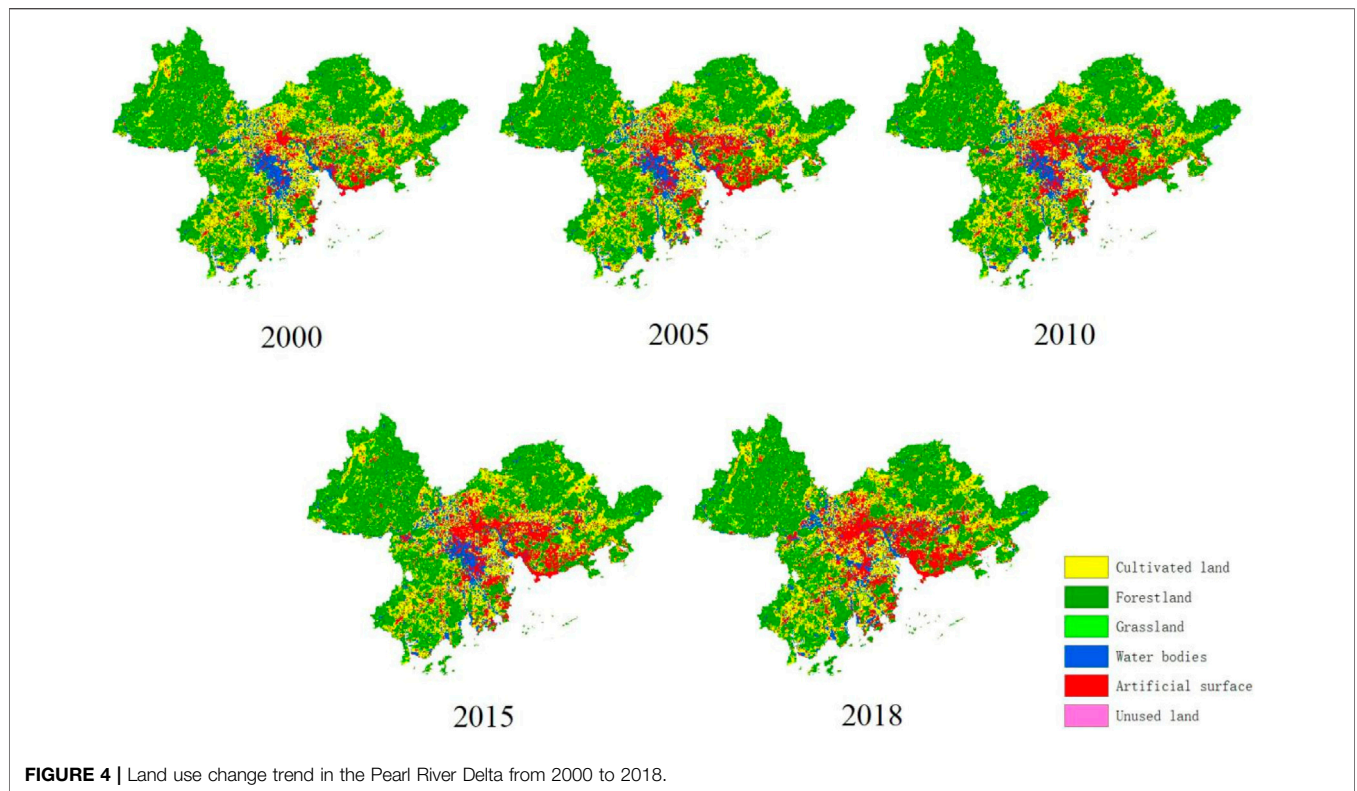 2000
2005
2010
2015
2018
Cultivated land
Forestland
Grassland
Water bodies
Artificial surface
Unused land
FIGURE 4 | Land use change trend in the Pearl River Delta from 2000 to 2018.